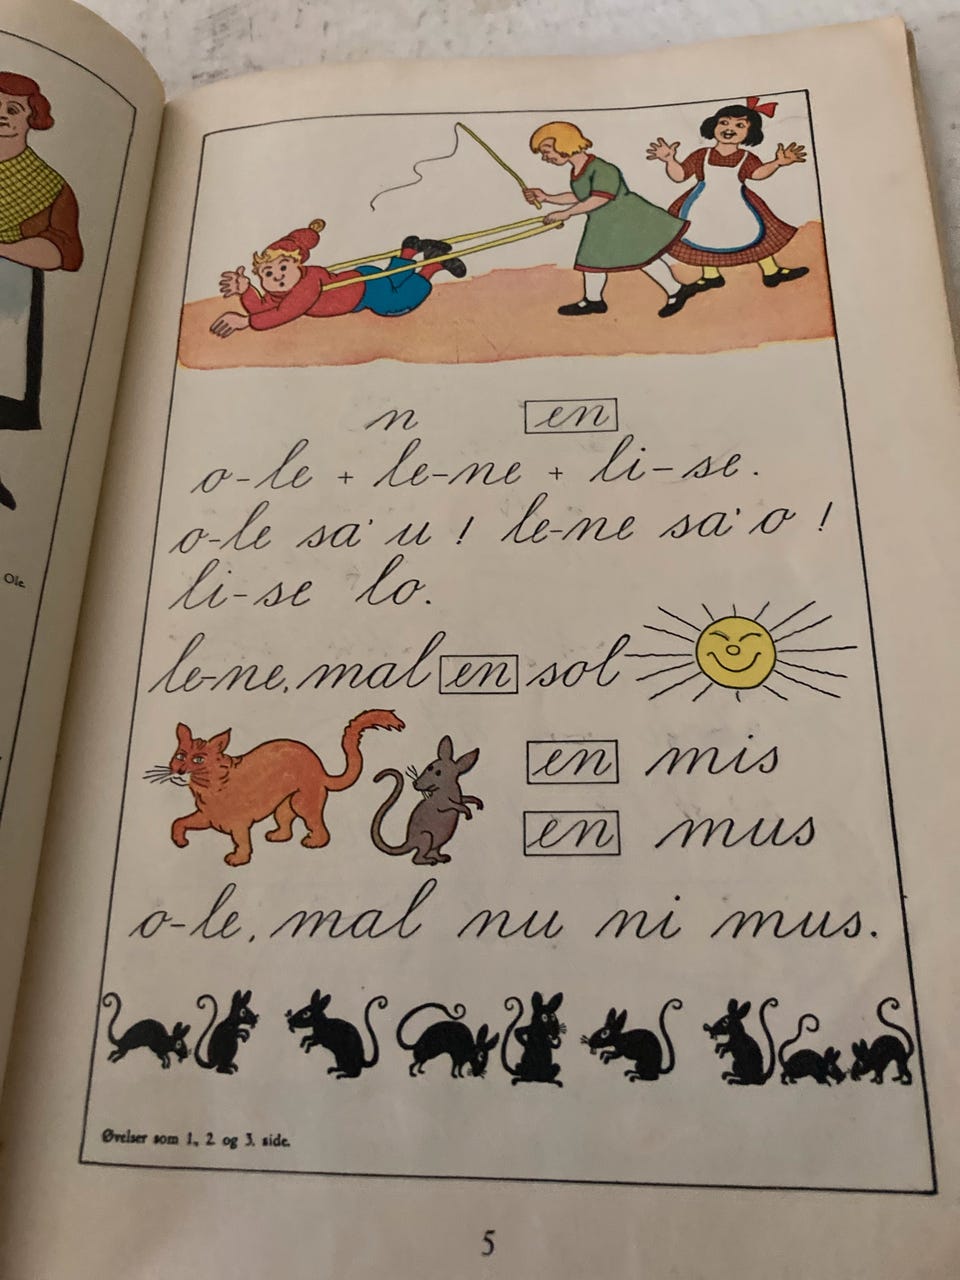 Ole
n en
o-le + le-ne + li-se.
o-le sa' u! le-ne sa' o!
li-se lo.
le-ne, mal en sol
en mis
en mus
o-le, mal nu ni mus.
Øvelser som 1., 2. og 3. side.
5